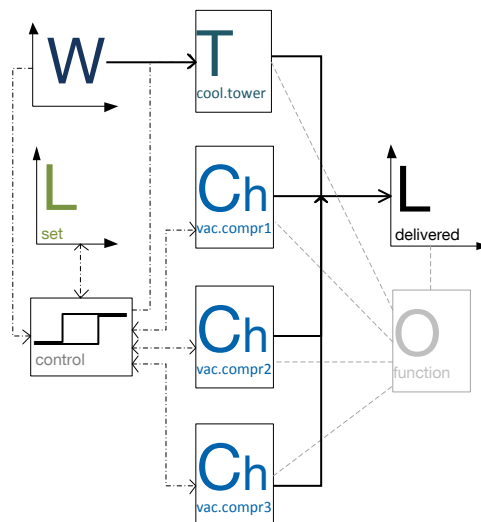 W
T
cool.tower
L
set
Ch
vac.compr1
L
delivered
control
Ch
vac.compr2
O
function
Ch
vac.compr3